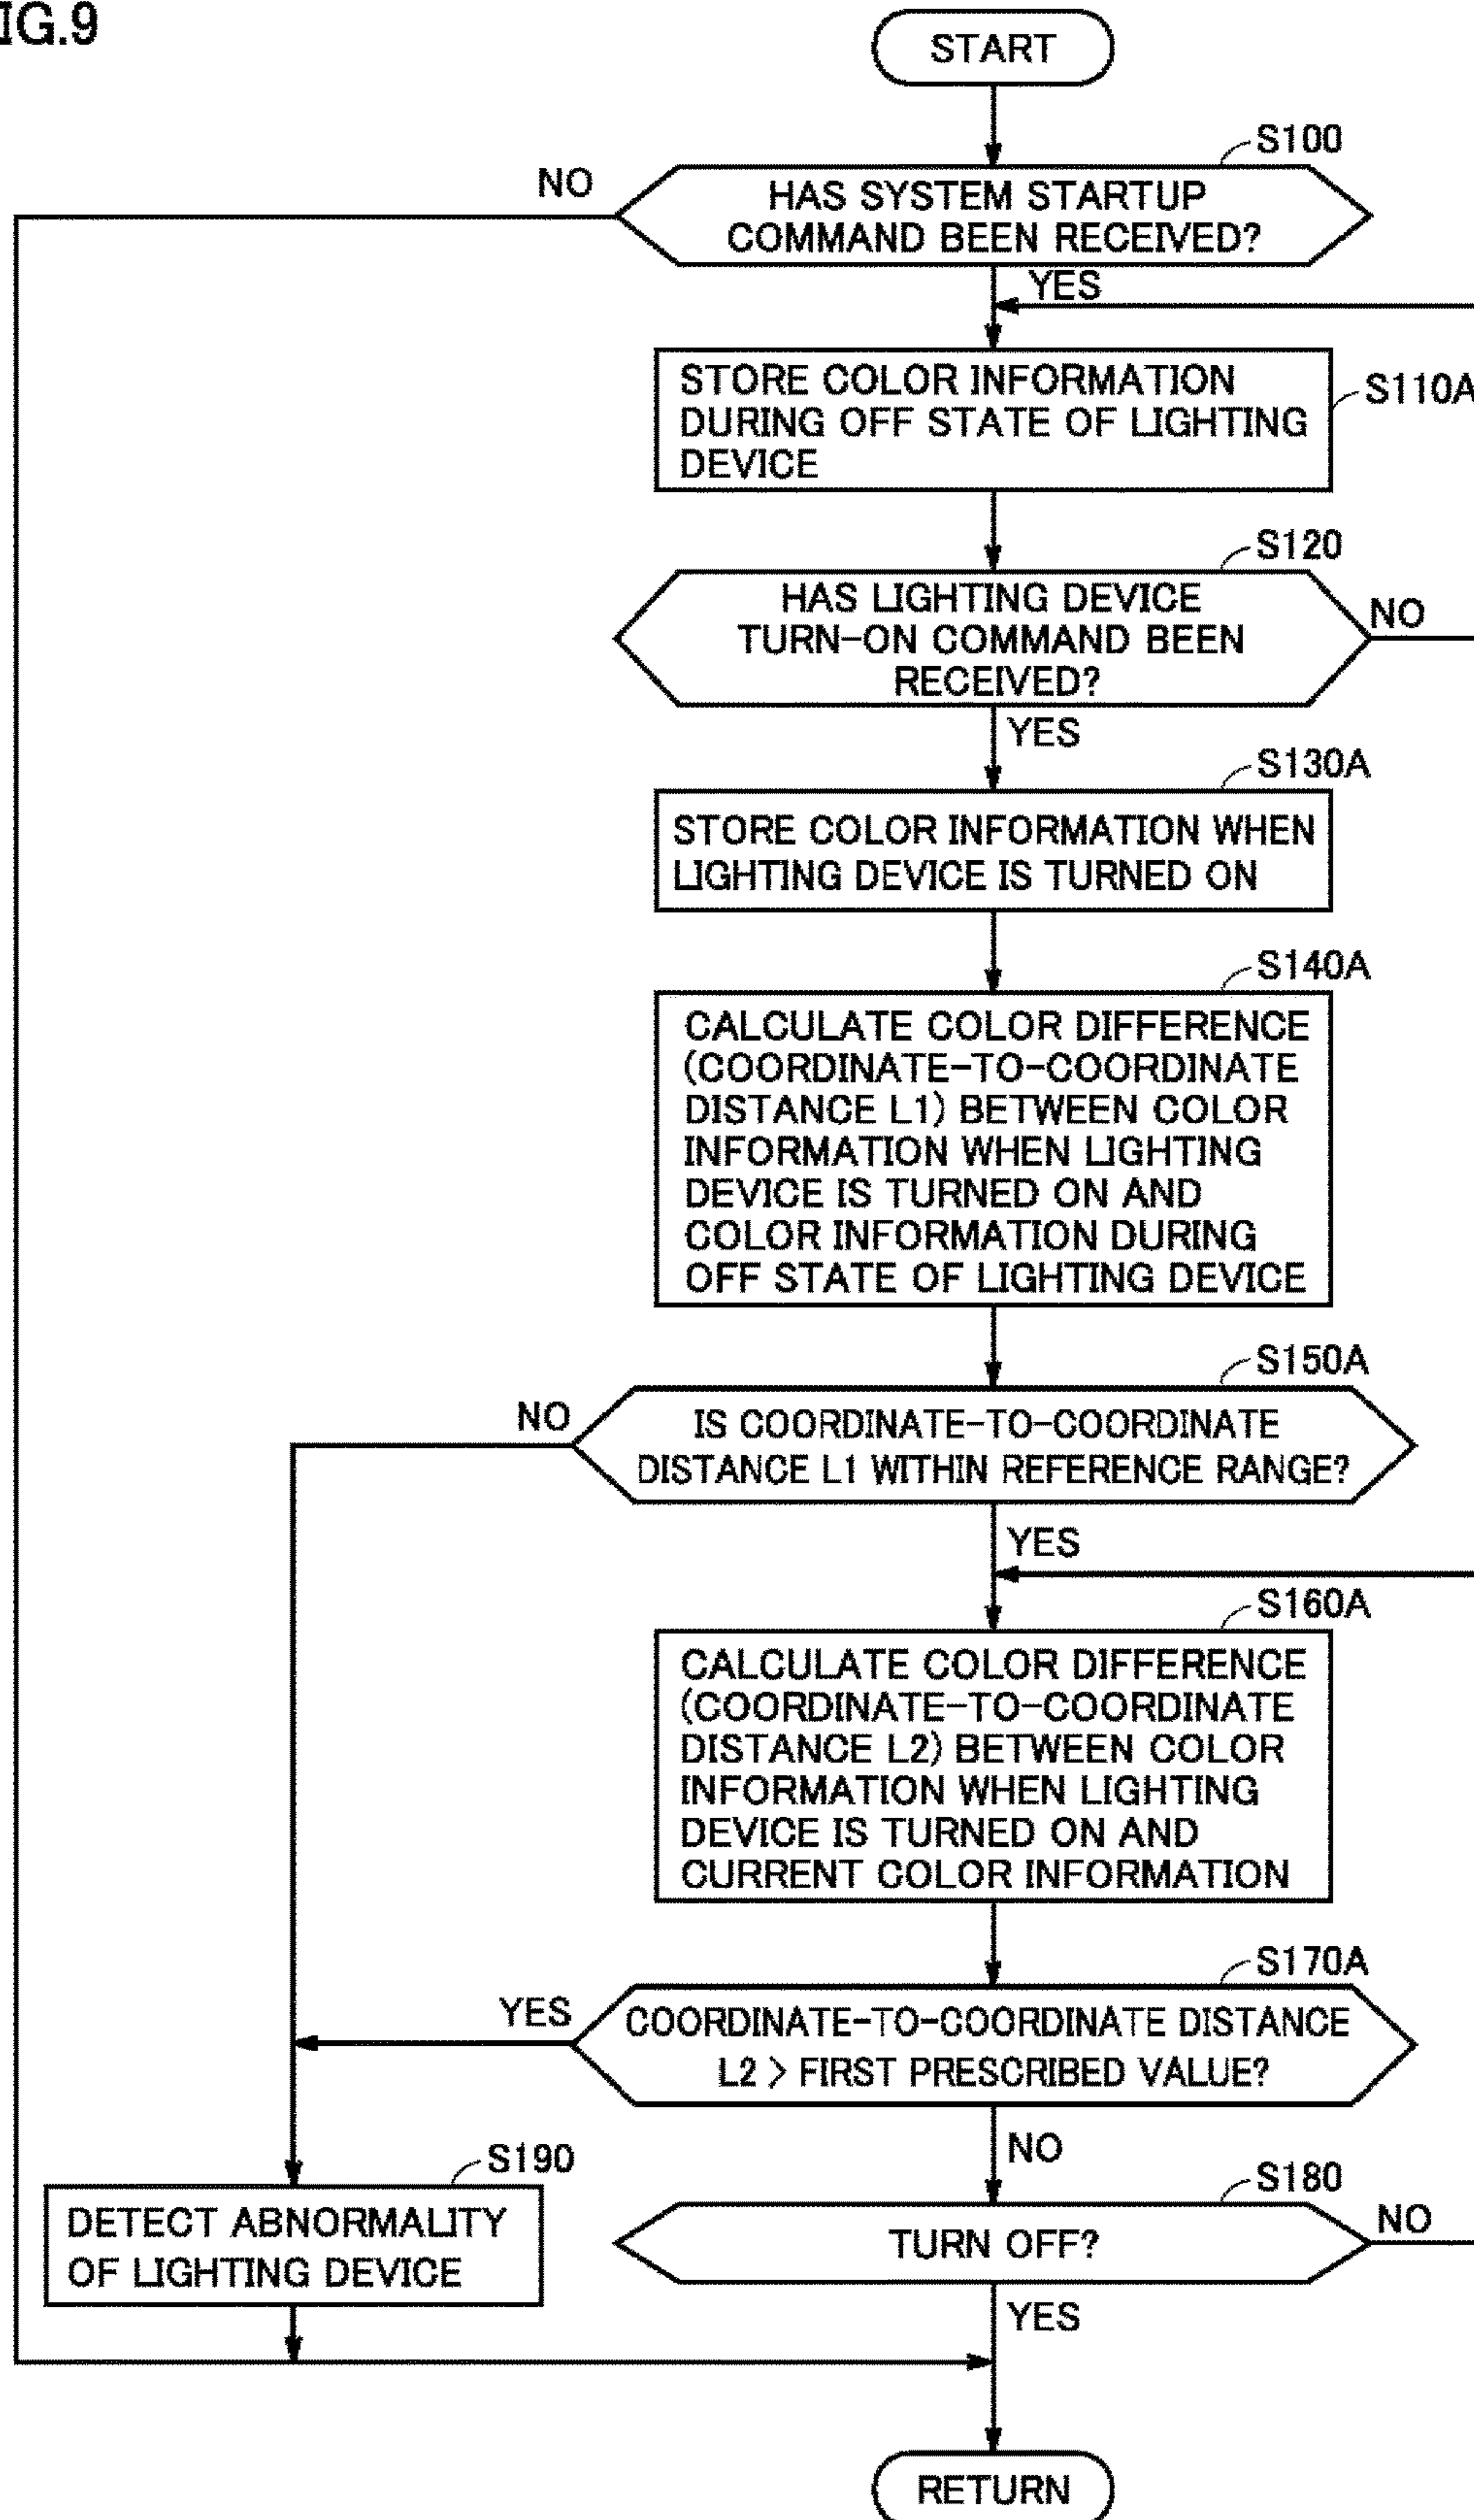 IG.9
START
S100
NO
HAS SYSTEM STARTUP
COMMAND BEEN RECEIVED?
YES
STORE COLOR INFORMATION
DURING OFF STATE OF LIGHTING
DEVICE
S110A
S120
HAS LIGHTING DEVICE
TURN-ON COMMAND BEEN
RECEIVED?
NO
YES
S130A
STORE COLOR INFORMATION WHEN
LIGHTING DEVICE IS TURNED ON
S140A
CALCULATE COLOR DIFFERENCE
(COORDINATE-TO-COORDINATE
DISTANCE L1) BETWEEN COLOR
INFORMATION WHEN LIGHTING
DEVICE IS TURNED ON AND
COLOR INFORMATION DURING
OFF STATE OF LIGHTING DEVICE
S150A
NO
IS COORDINATE-TO-COORDINATE
DISTANCE L1 WITHIN REFERENCE RANGE?
YES
S160A
CALCULATE COLOR DIFFERENCE
(COORDINATE-TO-COORDINATE
DISTANCE L2) BETWEEN COLOR
INFORMATION WHEN LIGHTING
DEVICE IS TURNED ON AND
CURRENT COLOR INFORMATION
S170A
YES
COORDINATE-TO-COORDINATE DISTANCE
L2 > FIRST PRESCRIBED VALUE?
NO
S190
DETECT ABNORMALITY
OF LIGHTING DEVICE
S180
TURN OFF?
NO
YES
RETURN